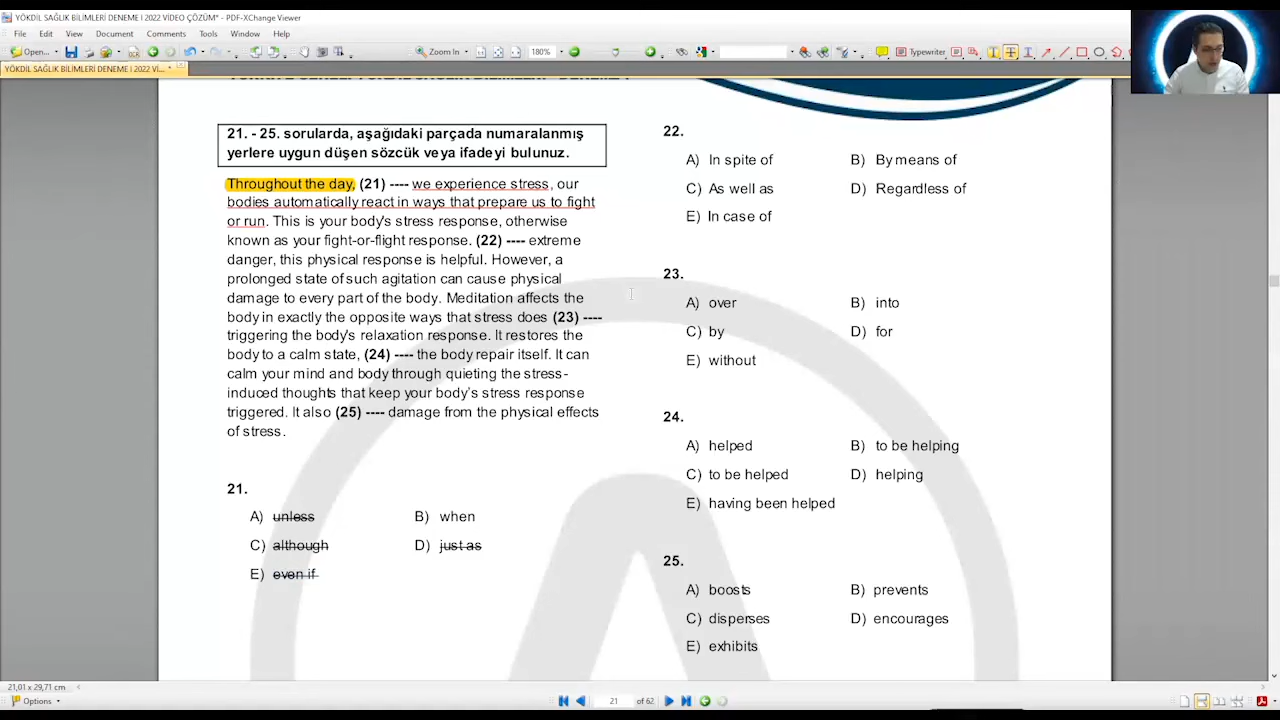 YÖKDİL SAĞLIK BİLİMLERİ DENEME I 2022 VİDEO ÇÖZÜM* - PDF-XChange Viewer
File Edit View Document Comments Tools Window Help
Open... Zoom In 180% Typewriter
YÖKDİL SAĞLIK BİLİMLERİ DENEME I 2022 Vİ... *
21. - 25. sorularda, aşağıdaki parçada numaralanmış
yerlere uygun düşen sözcük veya ifadeyi bulunuz.
Throughout the day, (21) ---- we experience stress, our
bodies automatically react in ways that prepare us to fight
or run. This is your body's stress response, otherwise
known as your fight-or-flight response. (22) ---- extreme
danger, this physical response is helpful. However, a
prolonged state of such agitation can cause physical
damage to every part of the body. Meditation affects the
body in exactly the opposite ways that stress does (23) ----
triggering the body's relaxation response. It restores the
body to a calm state, (24) ---- the body repair itself. It can
calm your mind and body through quieting the stress-
induced thoughts that keep your body's stress response
triggered. It also (25) ---- damage from the physical effects
of stress.
21.
A) unless B) when
C) although D) just as
E) even if
22.
A) In spite of B) By means of
C) As well as D) Regardless of
E) In case of
23.
A) over B) into
C) by D) for
E) without
24.
A) helped B) to be helping
C) to be helped D) helping
E) having been helped
25.
A) boosts B) prevents
C) disperses D) encourages
E) exhibits
21,01 x 29,71 cm
Options 21 of 62